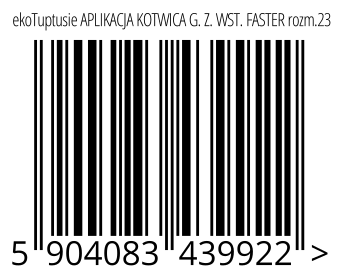 ekoTuptusie APLIKACJA KOTWICA G. Z. WST. FASTER rozm.23
5 904083 439922 >